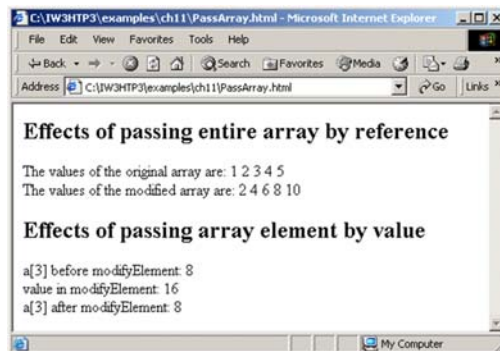 C:\IW3HTP3\examples\ch11\PassArray.html - Microsoft Internet Explorer
File Edit View Favorites Tools Help
Back Search Favorites Media
Address C:\IW3HTP3\examples\ch11\PassArray.html Go Links
Effects of passing entire array by reference
The values of the original array are: 1 2 3 4 5
The values of the modified array are: 2 4 6 8 10
Effects of passing array element by value
a[3] before modifyElement: 8
value in modifyElement: 16
a[3] after modifyElement: 8
My Computer